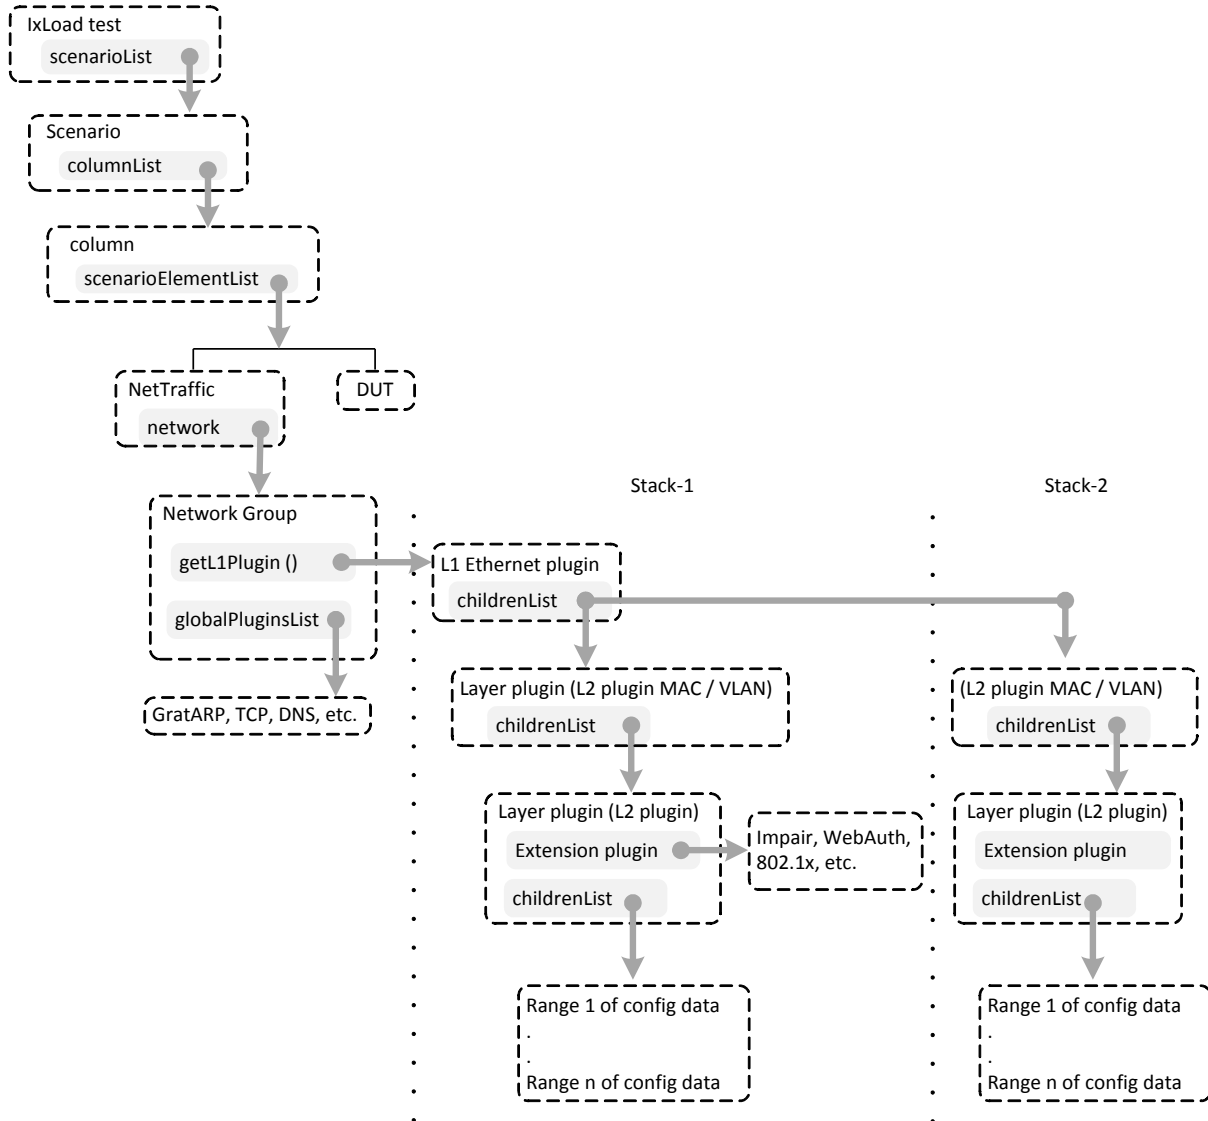 IxLoad test
scenarioList
Scenario
columnList
column
scenarioElementList
NetTraffic
network
DUT
Network Group
getL1Plugin ()
globalPluginsList
GratARP, TCP, DNS, etc.
Stack-1
L1 Ethernet plugin
childrenList
Layer plugin (L2 plugin MAC / VLAN)
childrenList
Layer plugin (L2 plugin)
Extension plugin
childrenList
Impair, WebAuth,
802.1x, etc.
Range 1 of config data
.
.
Range n of config data
Stack-2
(L2 plugin MAC / VLAN)
childrenList
Layer plugin (L2 plugin)
Extension plugin
childrenList
Range 1 of config data
.
.
Range n of config data